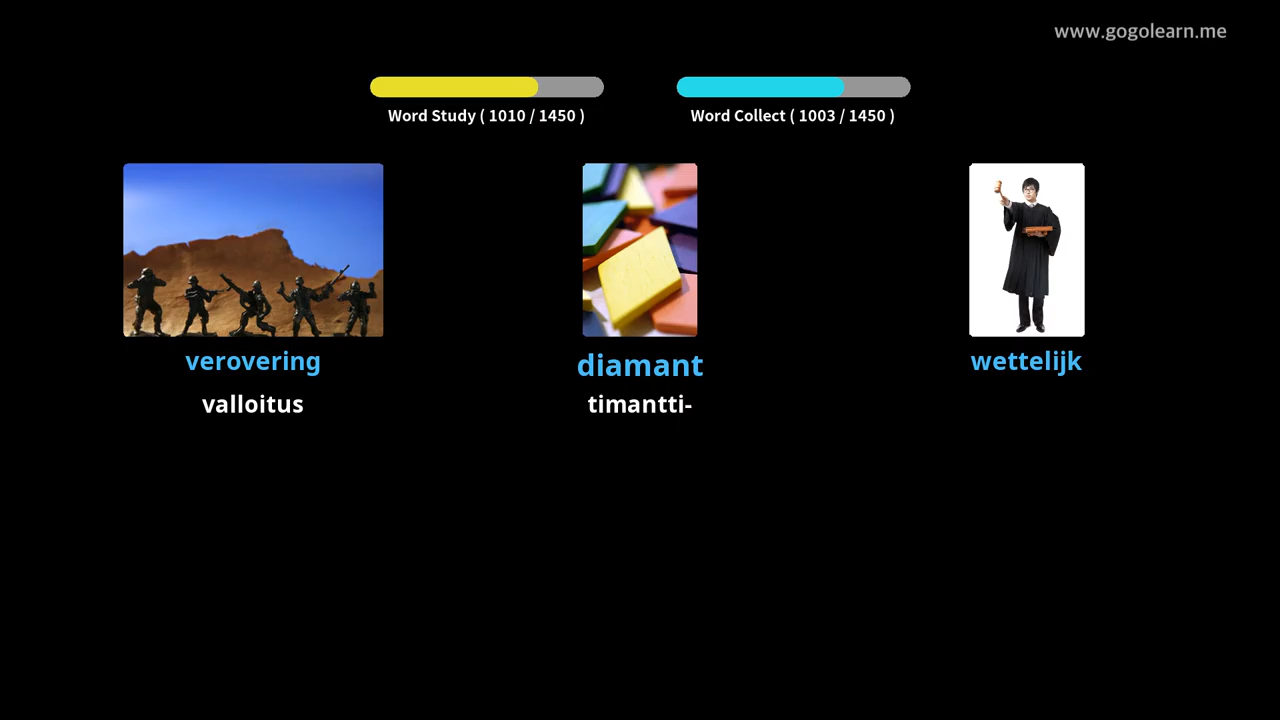 www.gogolearn.me
Word Study ( 1010 / 1450 )
Word Collect ( 1003 / 1450 )
verovering
diamant
wettelijk
valloitus
timantti-